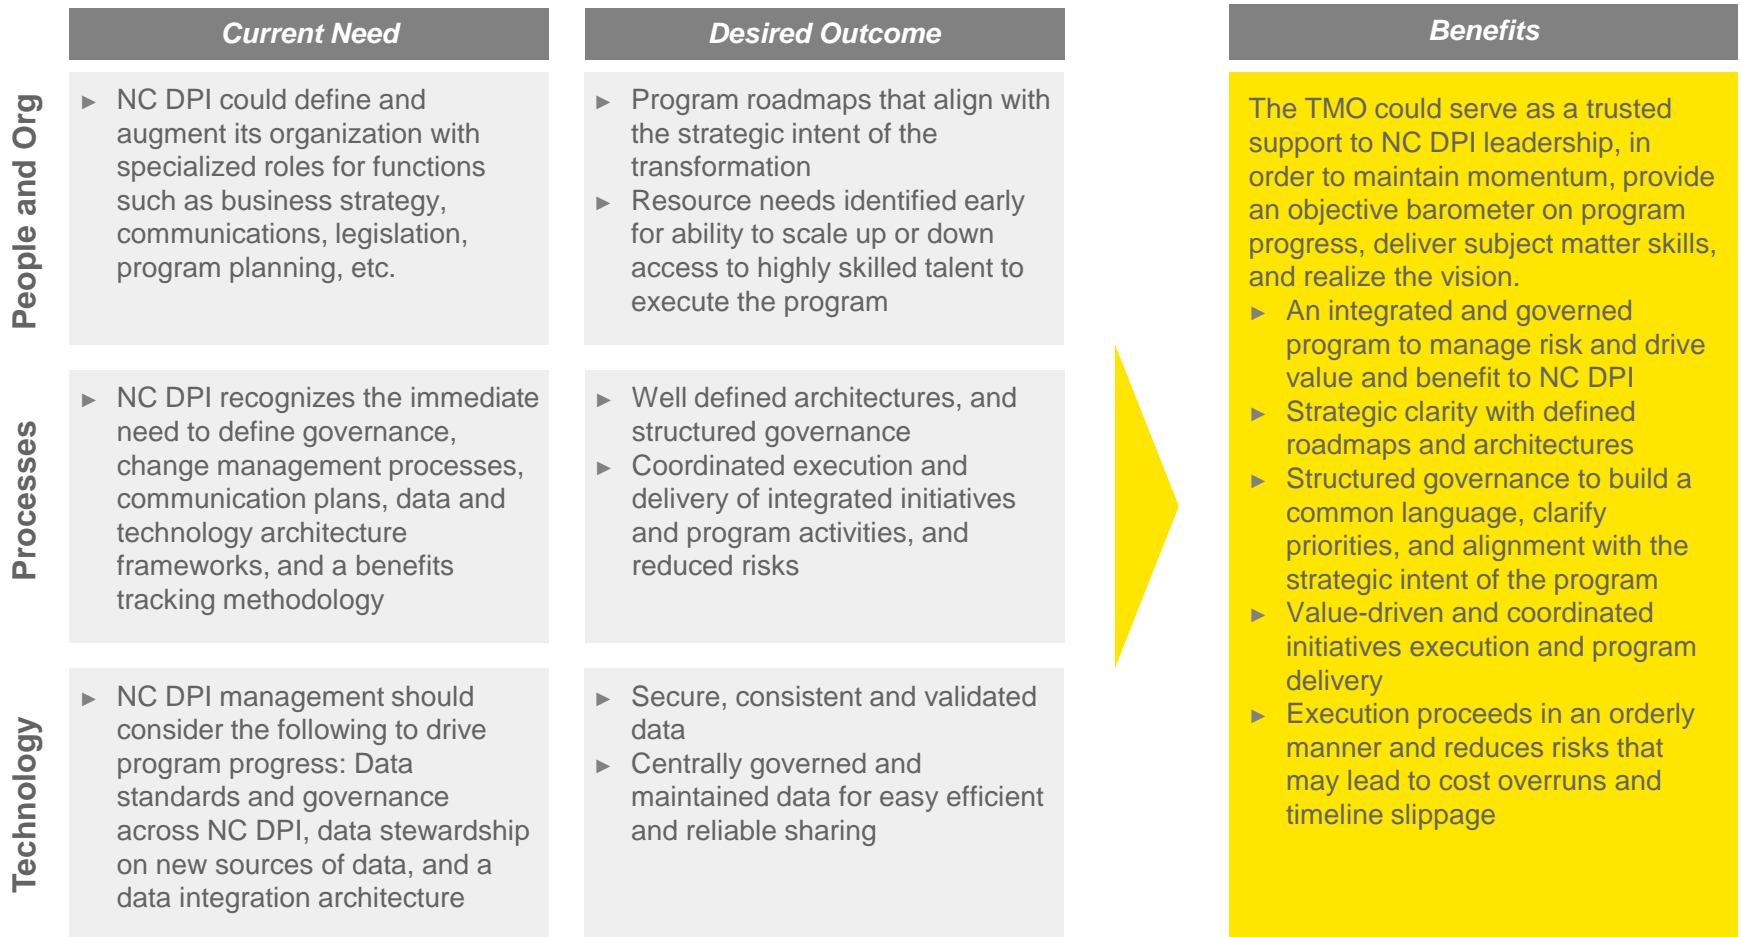 Current Need
Desired Outcome
Benefits
People and Org
► NC DPI could define and
augment its organization with
specialized roles for functions
such as business strategy,
communications, legislation,
program planning, etc.
► Program roadmaps that align with
the strategic intent of the
transformation
► Resource needs identified early
for ability to scale up or down
access to highly skilled talent to
execute the program
Processes
► NC DPI recognizes the immediate
need to define governance,
change management processes,
communication plans, data and
technology architecture
frameworks, and a benefits
tracking methodology
► Well defined architectures, and
structured governance
► Coordinated execution and
delivery of integrated initiatives
and program activities, and
reduced risks
Technology
► NC DPI management should
consider the following to drive
program progress: Data
standards and governance
across NC DPI, data stewardship
on new sources of data, and a
data integration architecture
► Secure, consistent and validated
data
► Centrally governed and
maintained data for easy efficient
and reliable sharing
The TMO could serve as a trusted
support to NC DPI leadership, in
order to maintain momentum, provide
an objective barometer on program
progress, deliver subject matter skills,
and realize the vision.
► An integrated and governed
program to manage risk and drive
value and benefit to NC DPI
► Strategic clarity with defined
roadmaps and architectures
► Structured governance to build a
common language, clarify
priorities, and alignment with the
strategic intent of the program
► Value-driven and coordinated
initiatives execution and program
delivery
► Execution proceeds in an orderly
manner and reduces risks that
may lead to cost overruns and
timeline slippage